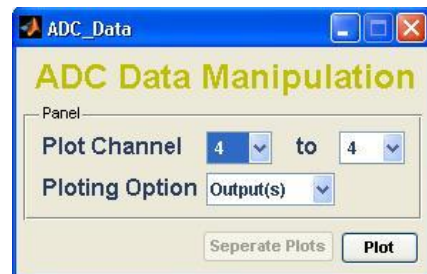 ADC_Data
ADC Data Manipulation
Panel
Plot Channel 4 to 4
Ploting Option Output(s)
Seperate Plots Plot